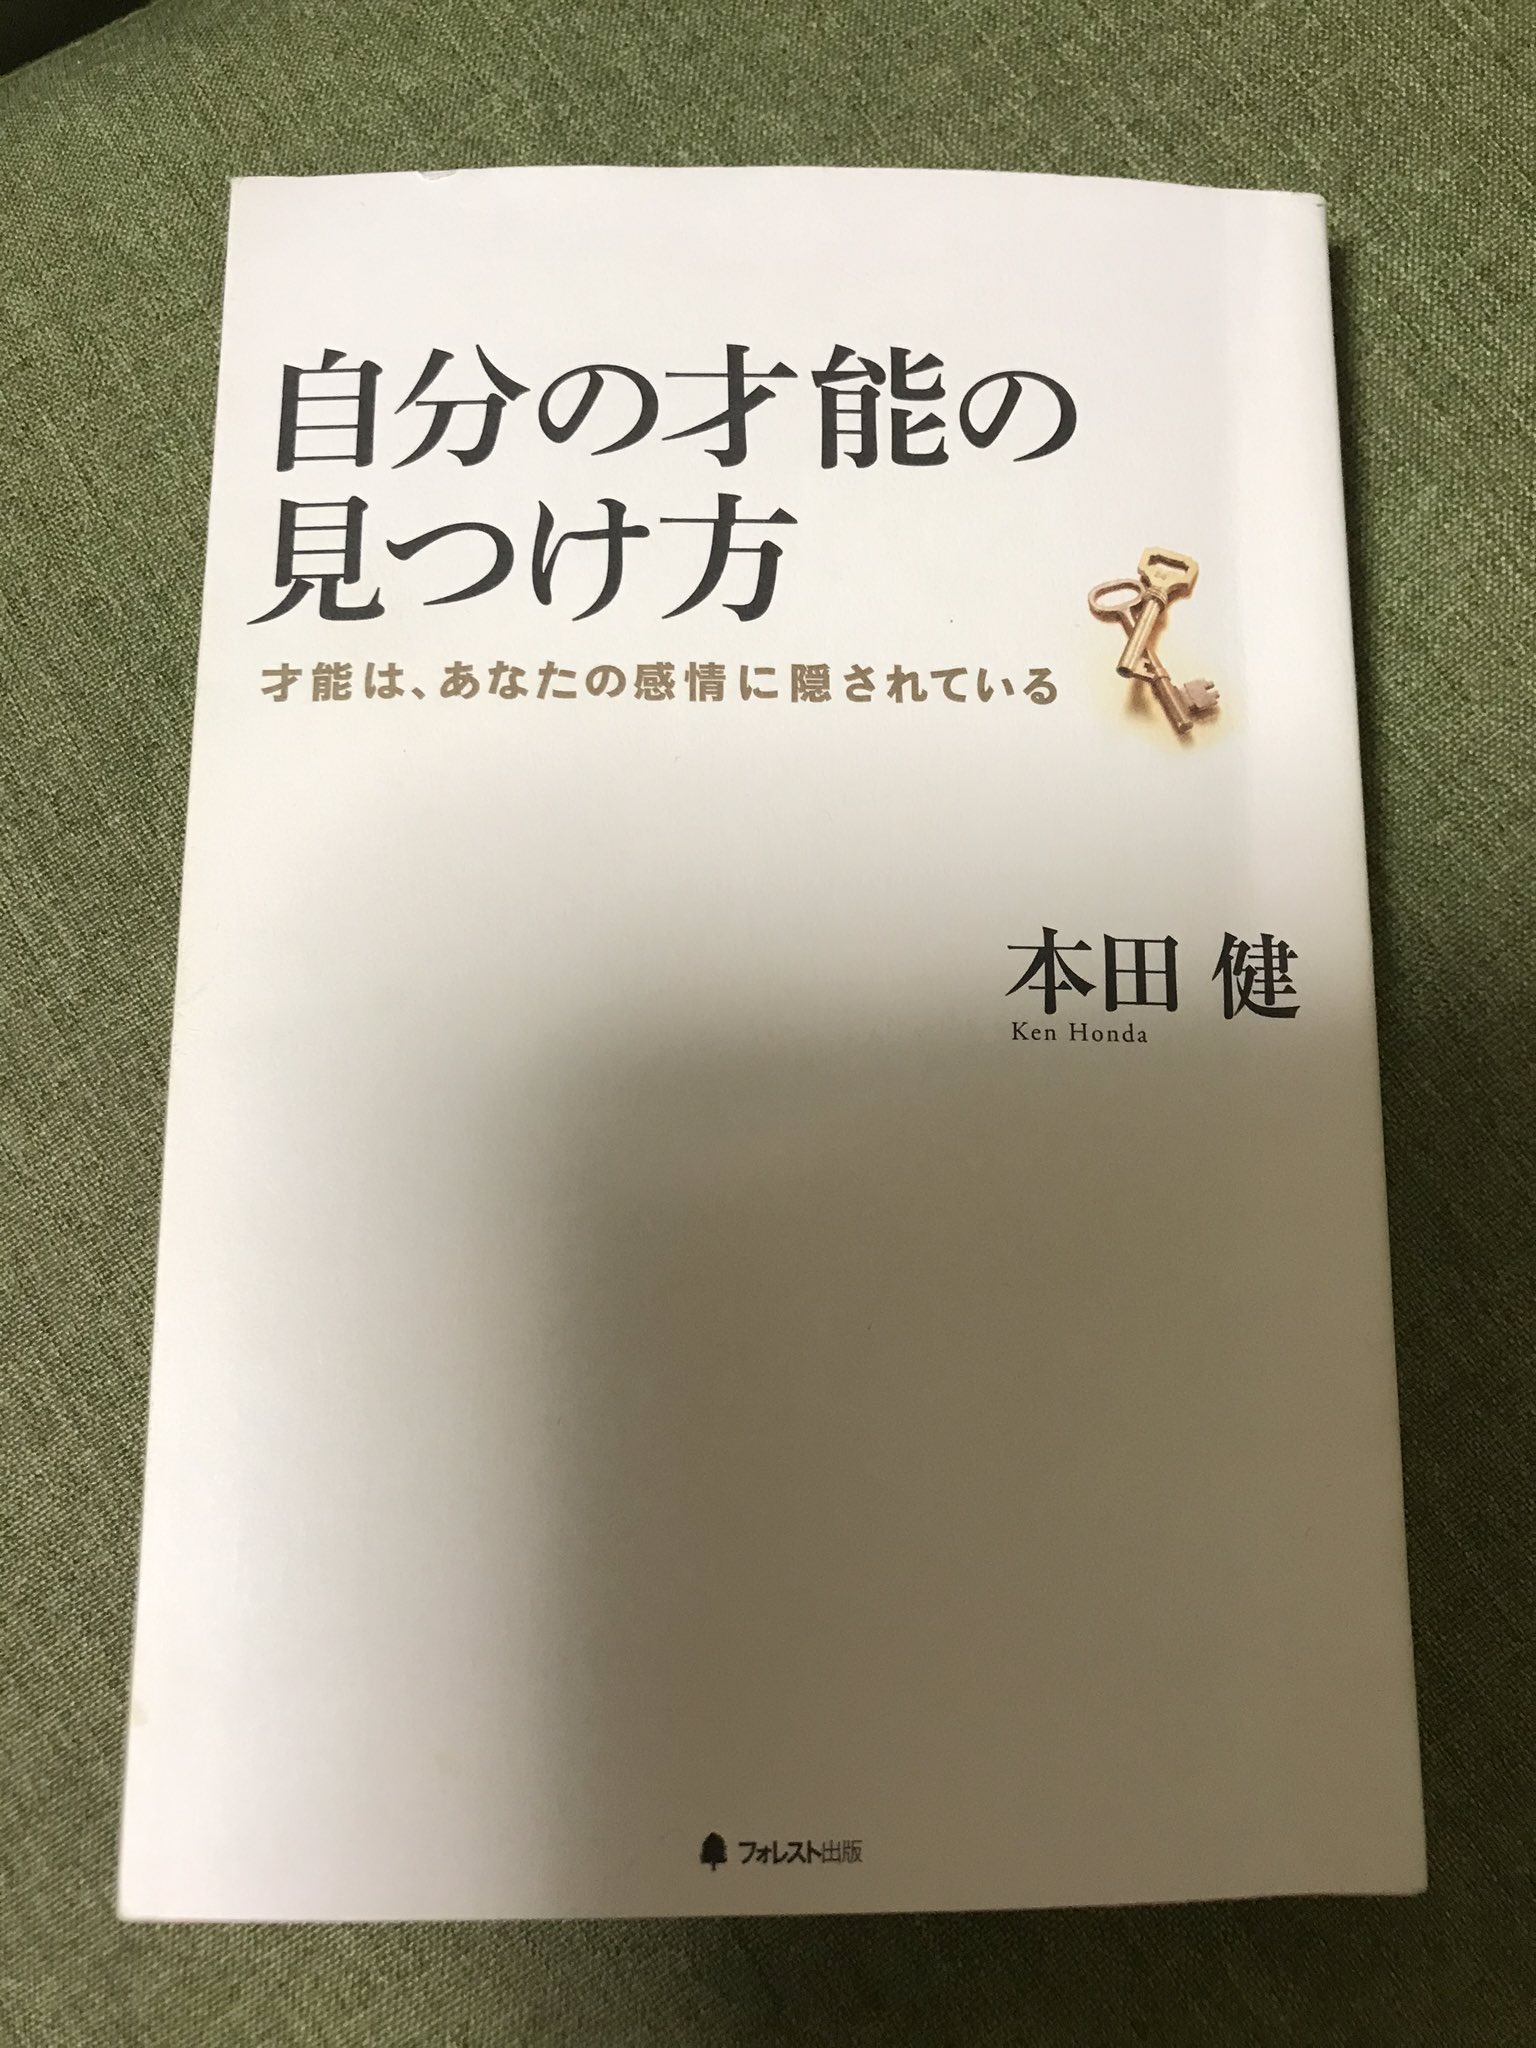 自分の才能の
見つけ方
才能は、あなたの感情に隠されている
本田 健
Ken Honda
フォレスト出版